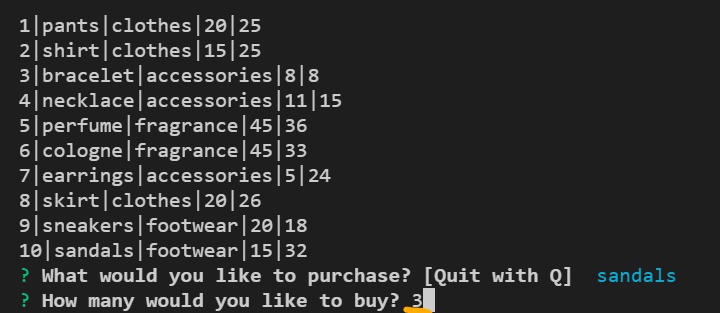 1|pants|clothes|20|25
2|shirt|clothes|15|25
3|bracelet|accessories|8|8
4|necklace|accessories|11|15
5|perfume|fragrance|45|36
6|cologne|fragrance|45|33
7|earrings|accessories|5|24
8|skirt|clothes|20|26
9|sneakers|footwear|20|18
10|sandals|footwear|15|32
? What would you like to purchase? [Quit with Q]  sandals
? How many would you like to buy? 3